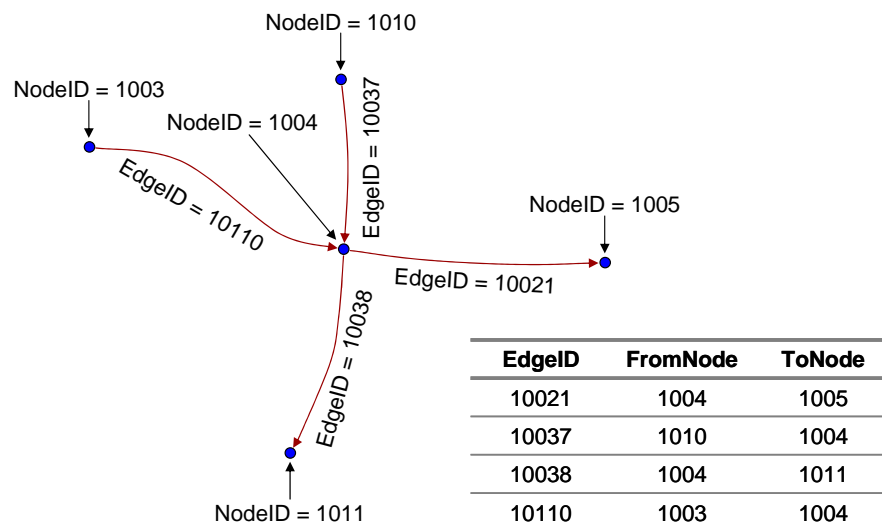 NodeID = 1010
NodeID = 1003
NodeID = 1004
EdgeID = 10037
EdgeID = 10110
NodeID = 1005
EdgeID = 10021
EdgeID = 10038
NodeID = 1011
EdgeID FromNode ToNode
10021 1004 1005
10037 1010 1004
10038 1004 1011
10110 1003 1004